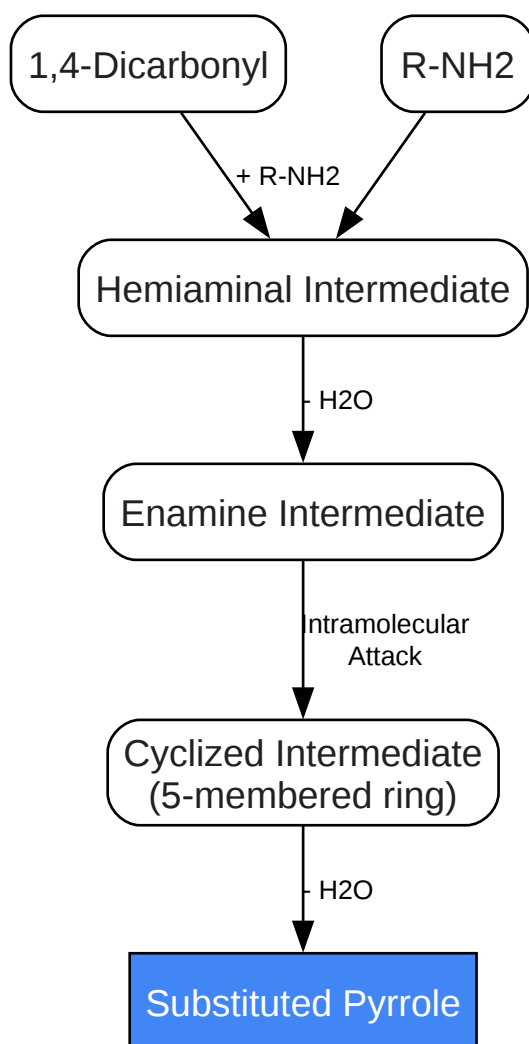 1,4-Dicarbonyl
R-NH2
+ R-NH2
Hemiaminal Intermediate
- H2O
Enamine Intermediate
Intramolecular
Attack
Cyclized Intermediate
(5-membered ring)
- H2O
Substituted Pyrrole